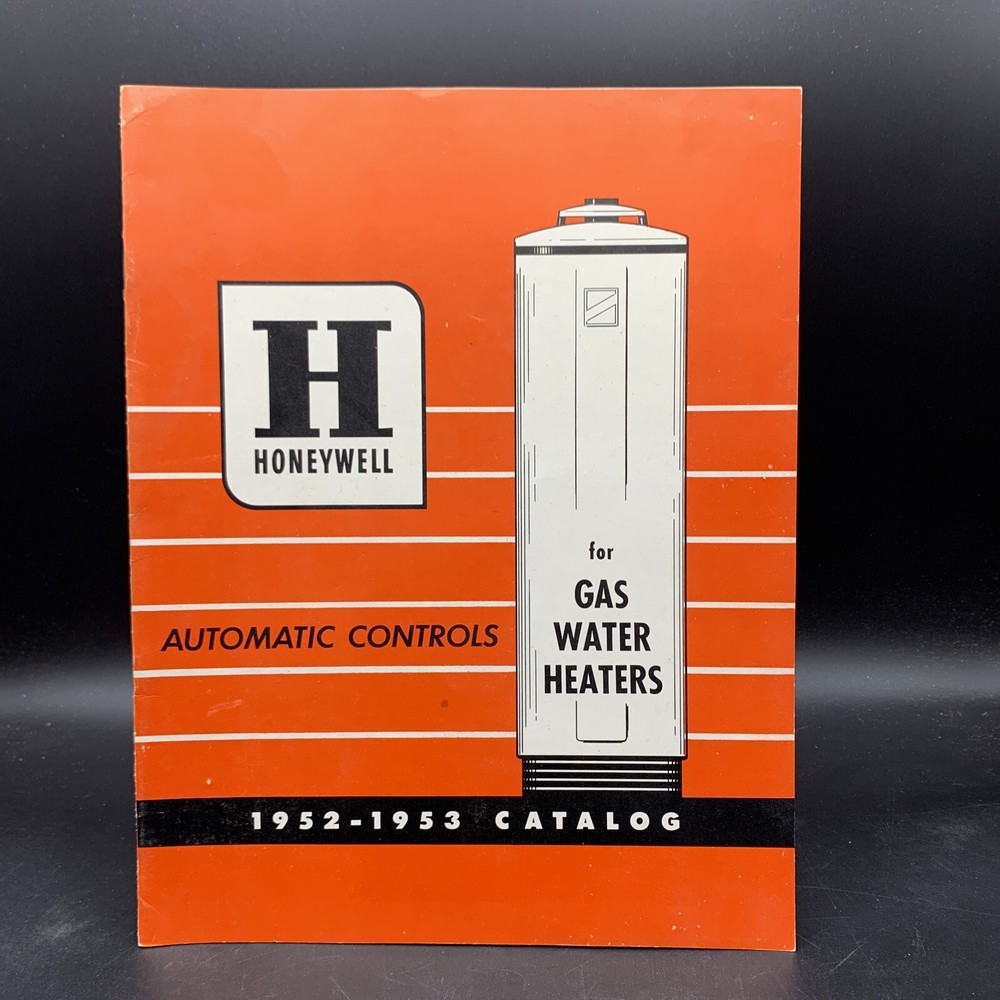 H
HONEYWELL
AUTOMATIC CONTROLS
for
GAS
WATER
HEATERS
1952-1953 CATALOG